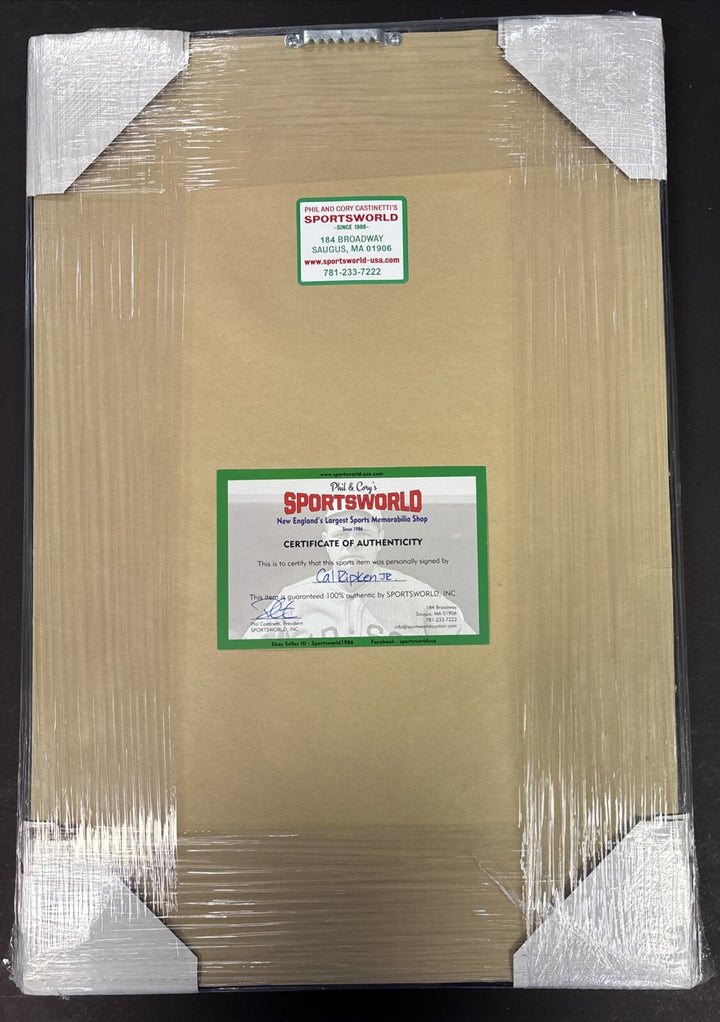 PHIL AND CORY CASTINETTI'S
SPORTSWORLD
-SINCE 1986-
184 BROADWAY
SAUGUS, MA 01906
www.sportsworld-usa.com
781-233-7222
www.sportsworld-usa.com
Phil & Cory's
SPORTSWORLD
New England's Largest Sports Memorabilia Shop
Since 1986
CERTIFICATE OF AUTHENTICITY
This is to certify that this sports item was personally signed by
Cal Ripken Jr.
This item is guaranteed 100% authentic by SPORTSWORLD, INC.
Phil Castinetti, President
SPORTSWORLD, INC.
184 Broadway
Saugus, MA 01906
781-233-7222
info@sportsworldauction.com
Ebay Seller ID - Sportsworld1986 Facebook - sportsworldusa